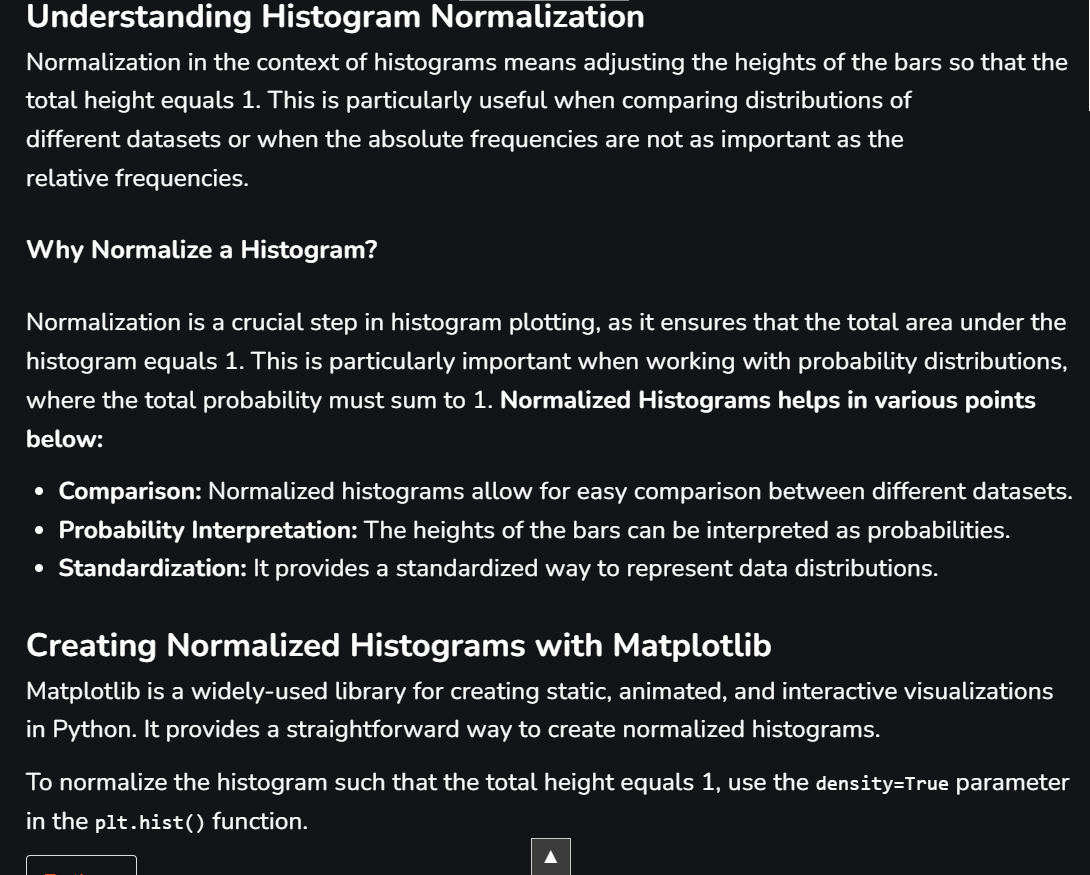 Understanding Histogram Normalization
Normalization in the context of histograms means adjusting the heights of the bars so that the
total height equals 1. This is particularly useful when comparing distributions of
different datasets or when the absolute frequencies are not as important as the
relative frequencies.
Why Normalize a Histogram?
Normalization is a crucial step in histogram plotting, as it ensures that the total area under the
histogram equals 1. This is particularly important when working with probability distributions,
where the total probability must sum to 1. Normalized Histograms helps in various points
below:
• Comparison: Normalized histograms allow for easy comparison between different datasets.
• Probability Interpretation: The heights of the bars can be interpreted as probabilities.
• Standardization: It provides a standardized way to represent data distributions.
Creating Normalized Histograms with Matplotlib
Matplotlib is a widely-used library for creating static, animated, and interactive visualizations
in Python. It provides a straightforward way to create normalized histograms.
To normalize the histogram such that the total height equals 1, use the density=True parameter
in the plt.hist() function.